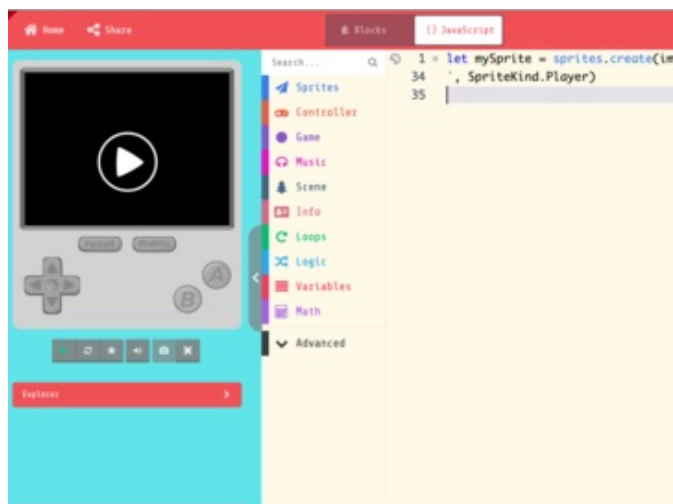 Home Share Blocks {} JavaScript
Search...
Sprites
Controller
Game
Music
Scene
Info
Loops
Logic
Variables
Math
Advanced
1 let mySprite = sprites.create(im
34 `, SpriteKind.Player)
35
reset menu
A
B
Explorer